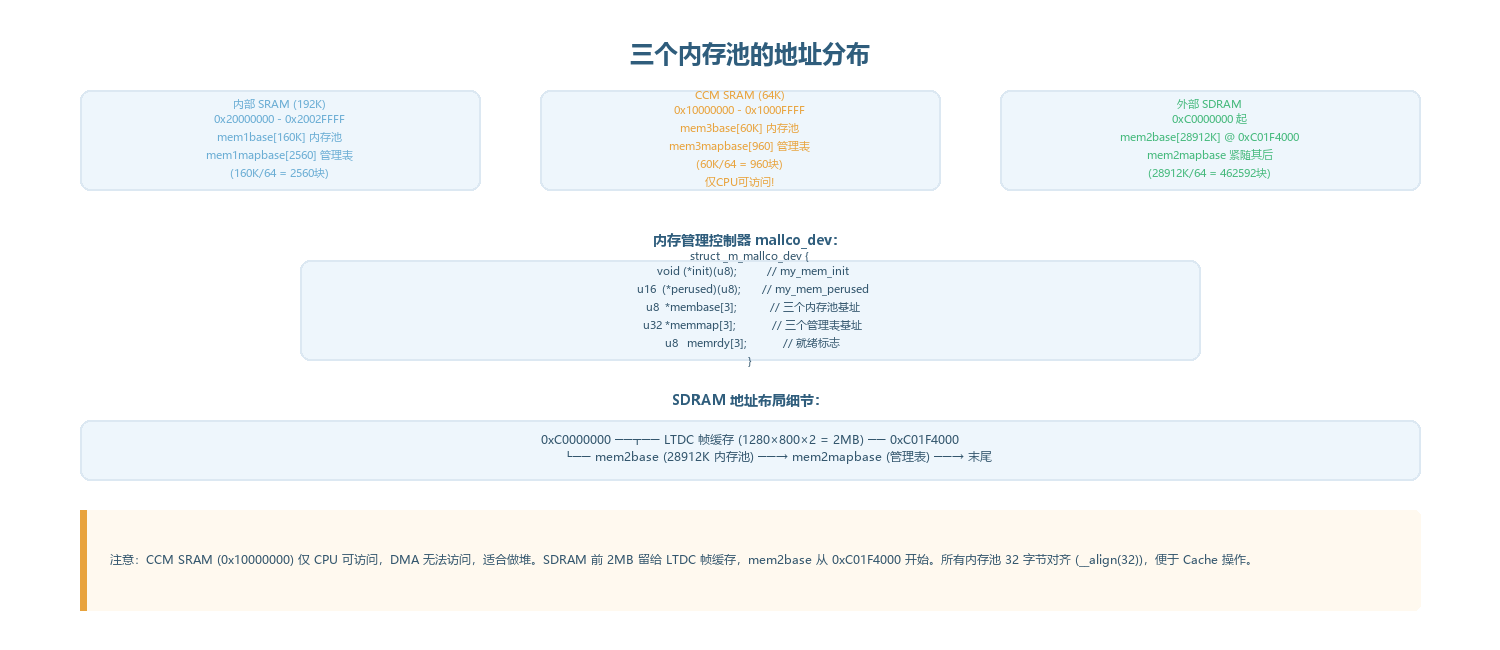 三个内存池的地址分布
内部 SRAM (192K)
0x20000000 - 0x2002FFFF
mem1base[160K] 内存池
mem1mapbase[2560] 管理表
(160K/64 = 2560块)
CCM SRAM (64K)
0x10000000 - 0x1000FFFF
mem3base[60K] 内存池
mem3mapbase[960] 管理表
(60K/64 = 960块)
仅CPU可访问!
外部 SDRAM
0xC0000000 起
mem2base[28912K] @ 0xC01F4000
mem2mapbase 紧随其后
(28912K/64 = 462592块)
内存管理控制器 mallco_dev：
struct _m_mallco_dev {
void (*init)(u8); // my_mem_init
u16 (*perused)(u8); // my_mem_perused
u8 *membase[3]; // 三个内存池基址
u32 *memmap[3]; // 三个管理表基址
u8 memrdy[3]; // 就绪标志
}
SDRAM 地址布局细节：
0xC0000000 ──┬── LTDC 帧缓存 (1280×800×2 = 2MB) ── 0xC01F4000
└── mem2base (28912K 内存池) ──→ mem2mapbase (管理表) ──→ 末尾
注意：CCM SRAM (0x10000000) 仅 CPU 可访问，DMA 无法访问，适合做堆。SDRAM 前 2MB 留给 LTDC 帧缓存，mem2base 从 0xC01F4000 开始。所有内存池 32 字节对齐 (__align(32))，便于 Cache 操作。